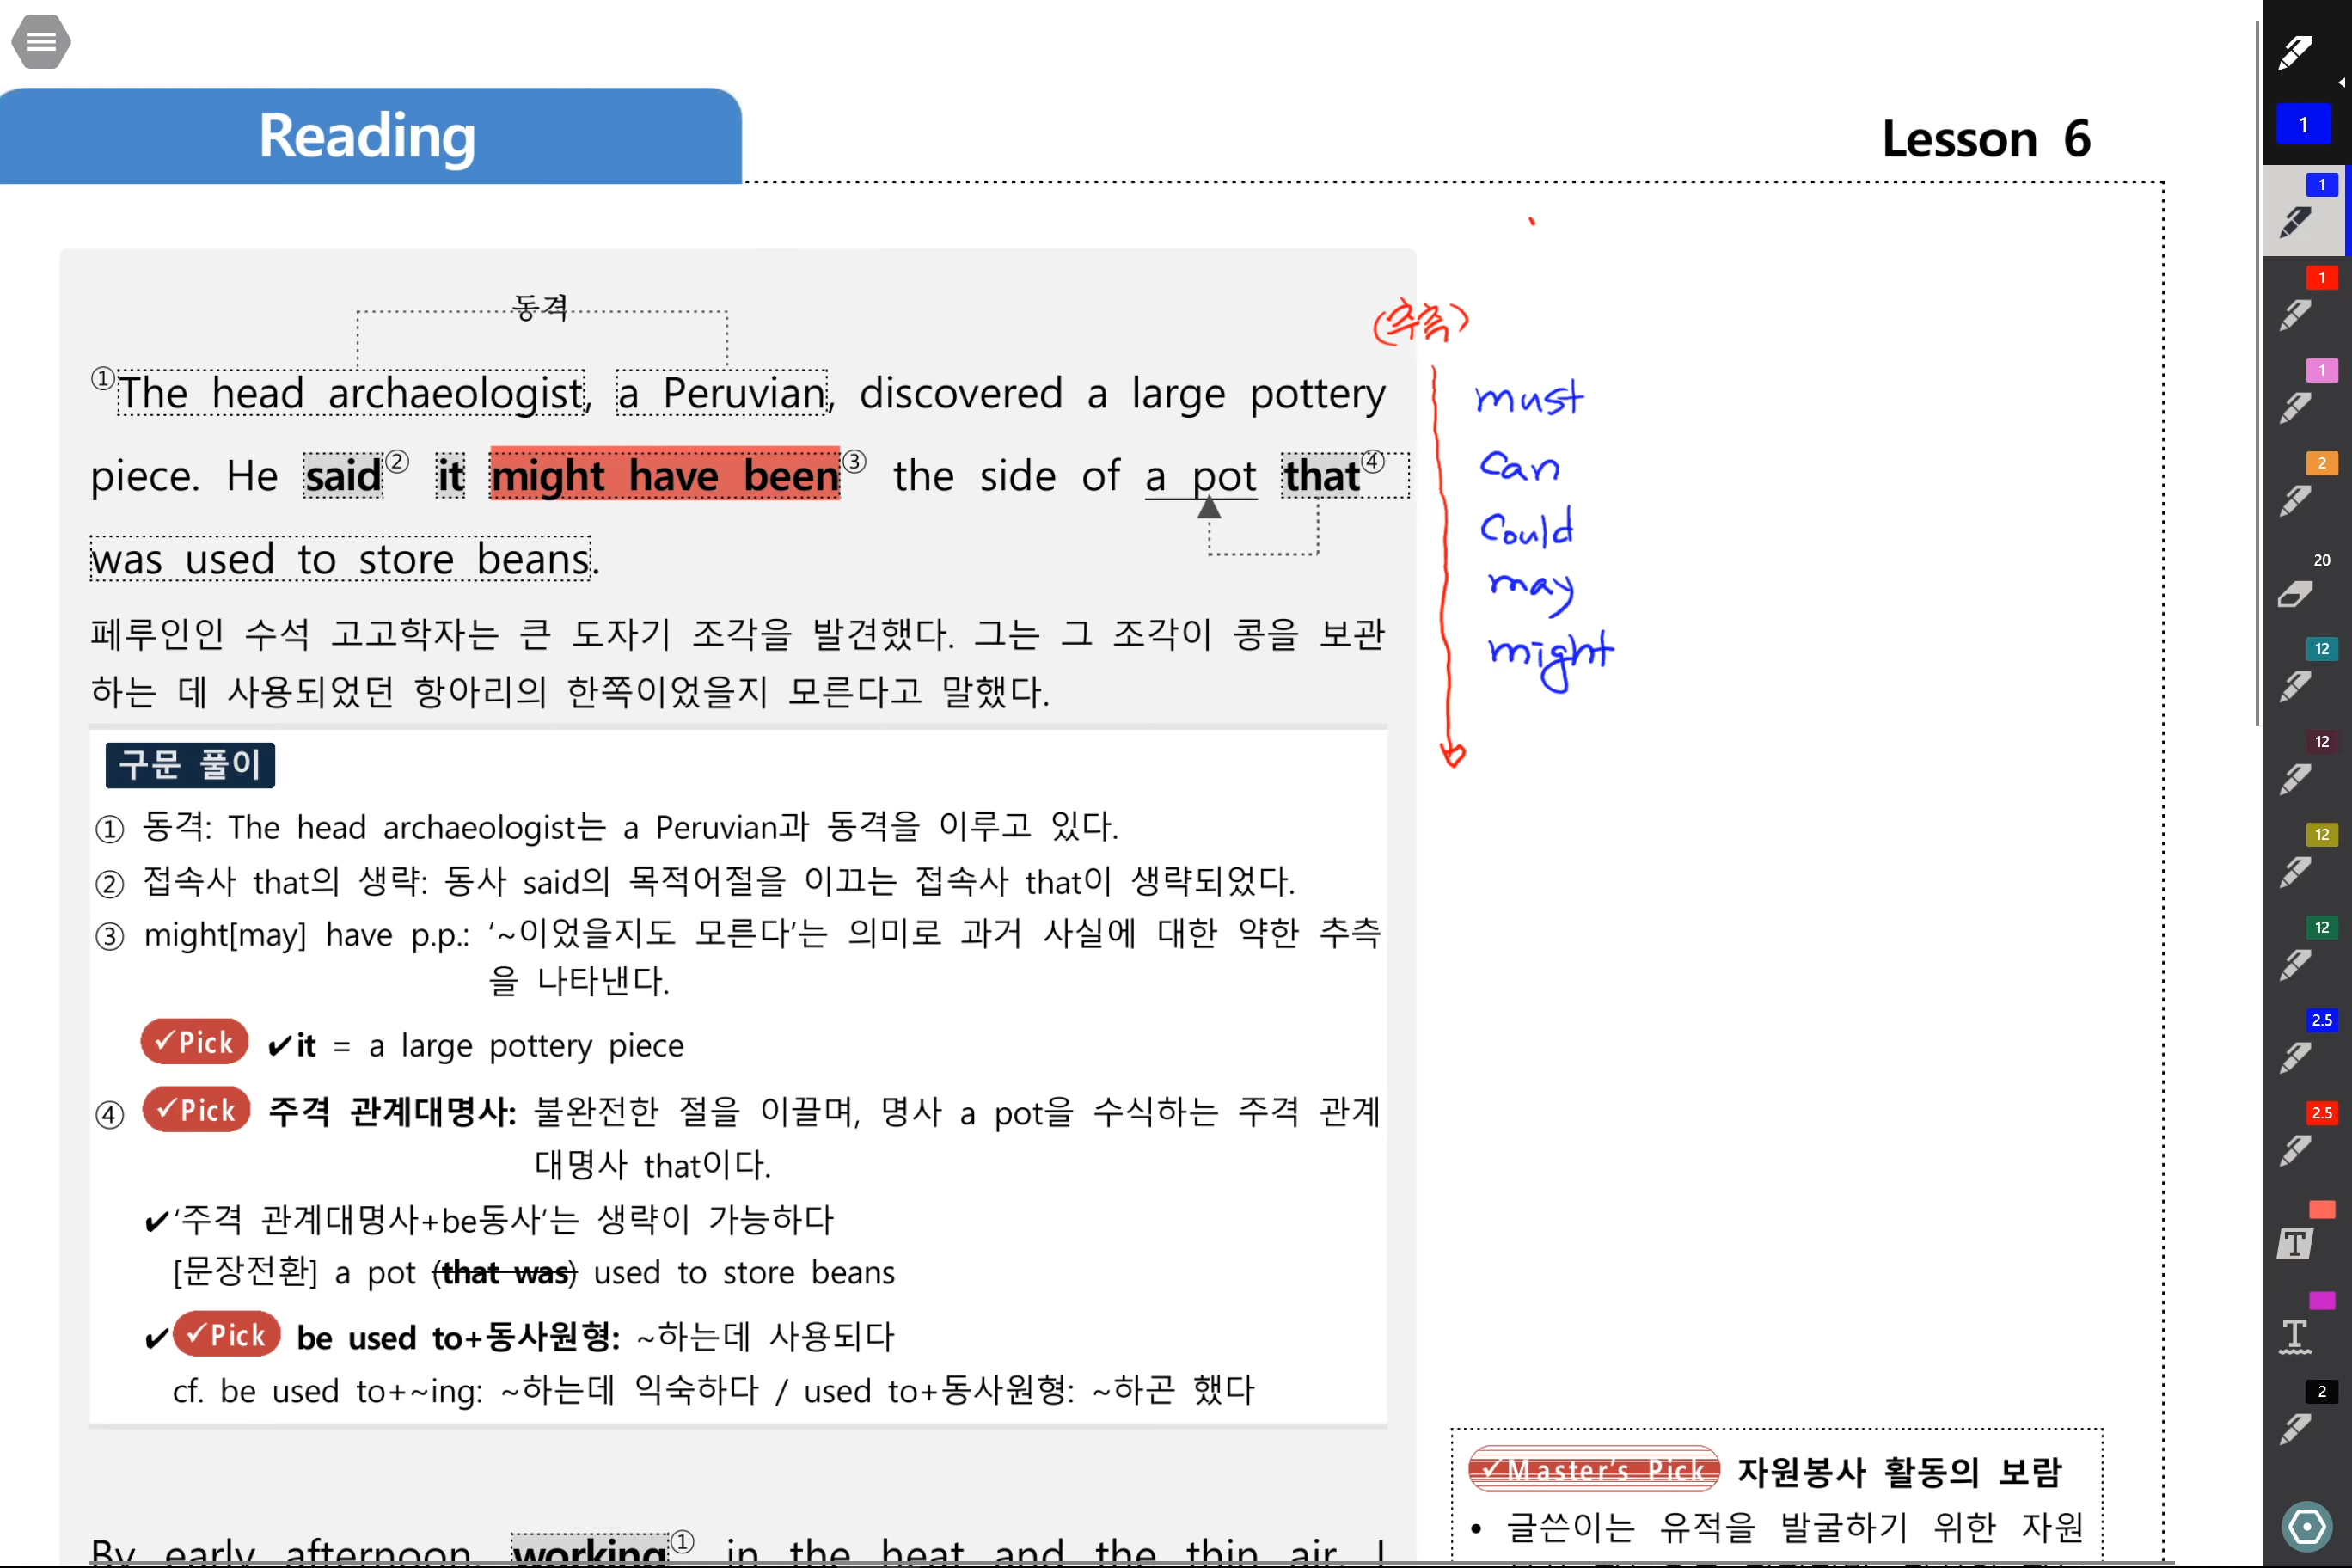 Reading
Lesson 6
동격
(추측)
①The head archaeologist, a Peruvian, discovered a large pottery
piece. He said② it might have been③ the side of a pot that④
was used to store beans.
must
can
could
may
might
페루인인 수석 고고학자는 큰 도자기 조각을 발견했다. 그는 그 조각이 콩을 보관
하는 데 사용되었던 항아리의 한쪽이었을지 모른다고 말했다.
구문 풀이
① 동격: The head archaeologist는 a Peruvian과 동격을 이루고 있다.
② 접속사 that의 생략: 동사 said의 목적어절을 이끄는 접속사 that이 생략되었다.
③ might[may] have p.p.: ‘~이었을지도 모른다’는 의미로 과거 사실에 대한 약한 추측
을 나타낸다.
✓Pick ✔it = a large pottery piece
④ ✓Pick 주격 관계대명사: 불완전한 절을 이끌며, 명사 a pot을 수식하는 주격 관계
대명사 that이다.
✔‘주격 관계대명사+be동사’는 생략이 가능하다
[문장전환] a pot (that was) used to store beans
✔✓Pick be used to+동사원형: ~하는데 사용되다
cf. be used to+~ing: ~하는데 익숙하다 / used to+동사원형: ~하곤 했다
✓Master's Pick 자원봉사 활동의 보람
• 글쓴이는 유적을 발굴하기 위한 자원
By early afternoon, working① in the heat and the thin air, I
1
1
1
1
2
20
12
12
12
12
2.5
2.5
T
T
2